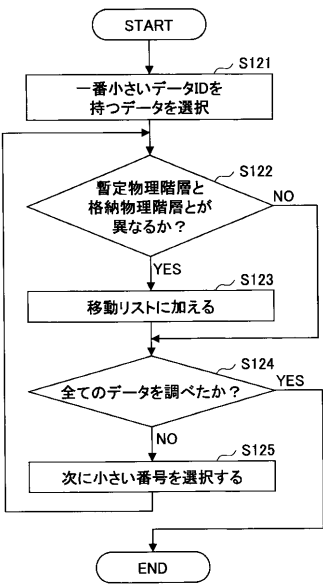 START
S121
一番小さいデータIDを
持つデータを選択
S122
暫定物理階層と
格納物理階層とが
異なるか？
NO
YES
S123
移動リストに加える
S124
全てのデータを調べたか？
YES
NO
S125
次に小さい番号を選択する
END